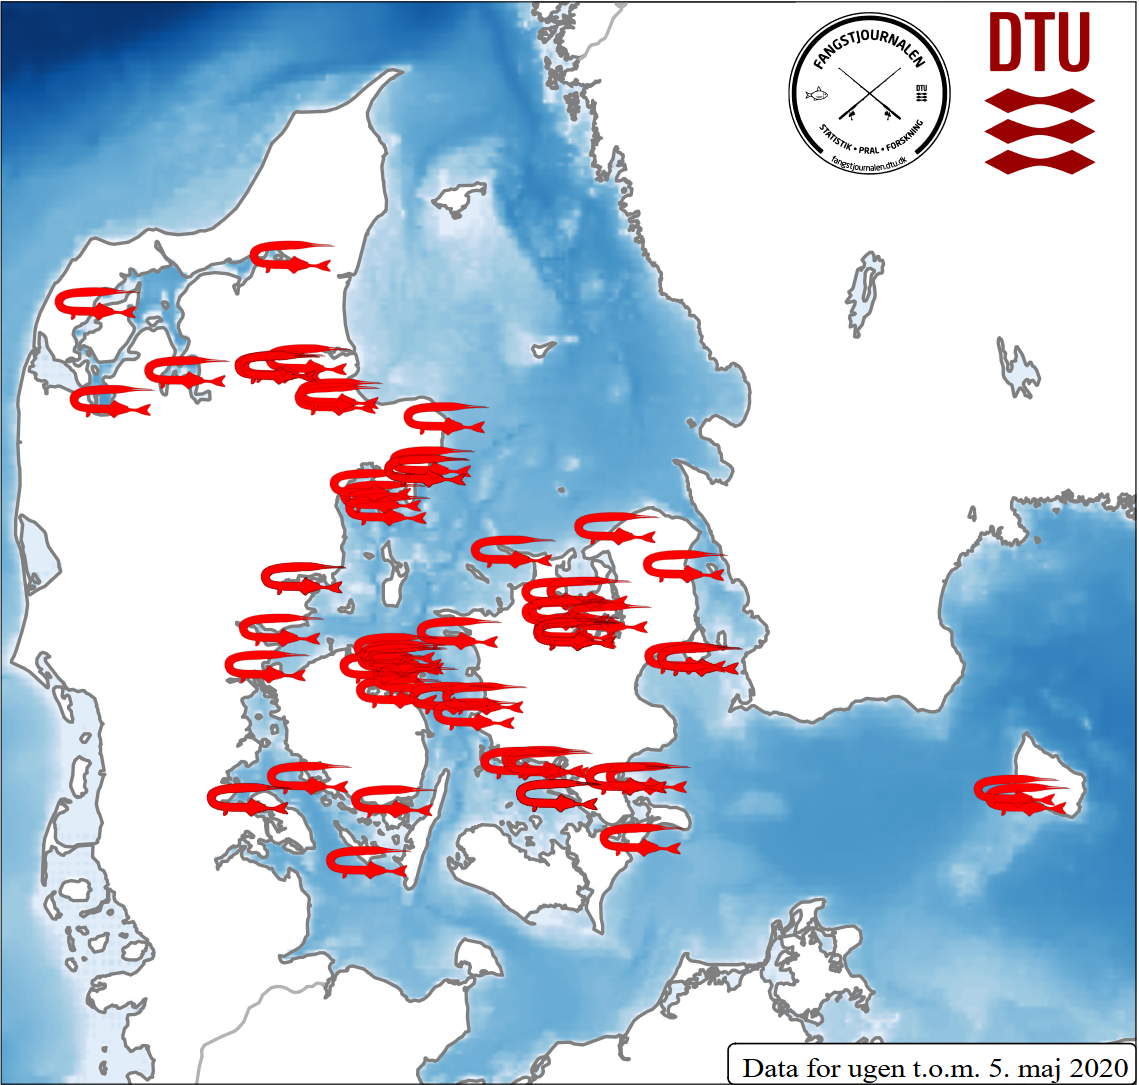 FANGSTJOURNALEN
DTU
STATISTIK • PRAL • FORSKNING
fangstjournalen.dtu.dk
DTU
Data for ugen t.o.m. 5. maj 2020